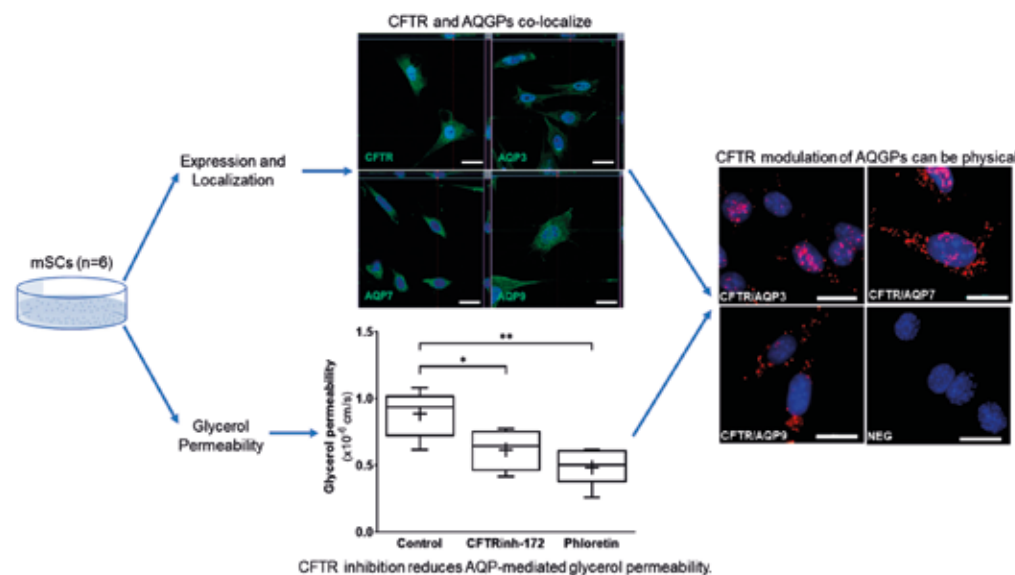 CFTR and AQGPs co-localize
CFTR
AQP3
Expression and
Localization
CFTR modulation of AQGPs can be physical
AQP7
AQP9
mSCs (n=6)
CFTR/AQP3
CFTR/AQP7
CFTR/AQP9
NEG
Glycerol
Permeability
Glycerol permeability
(x10⁻⁶ cm/s)
1.5
1.0
0.5
0.0
**
*
Control
CFTRinh-172
Phloretin
CFTR inhibition reduces AQP-mediated glycerol permeability.